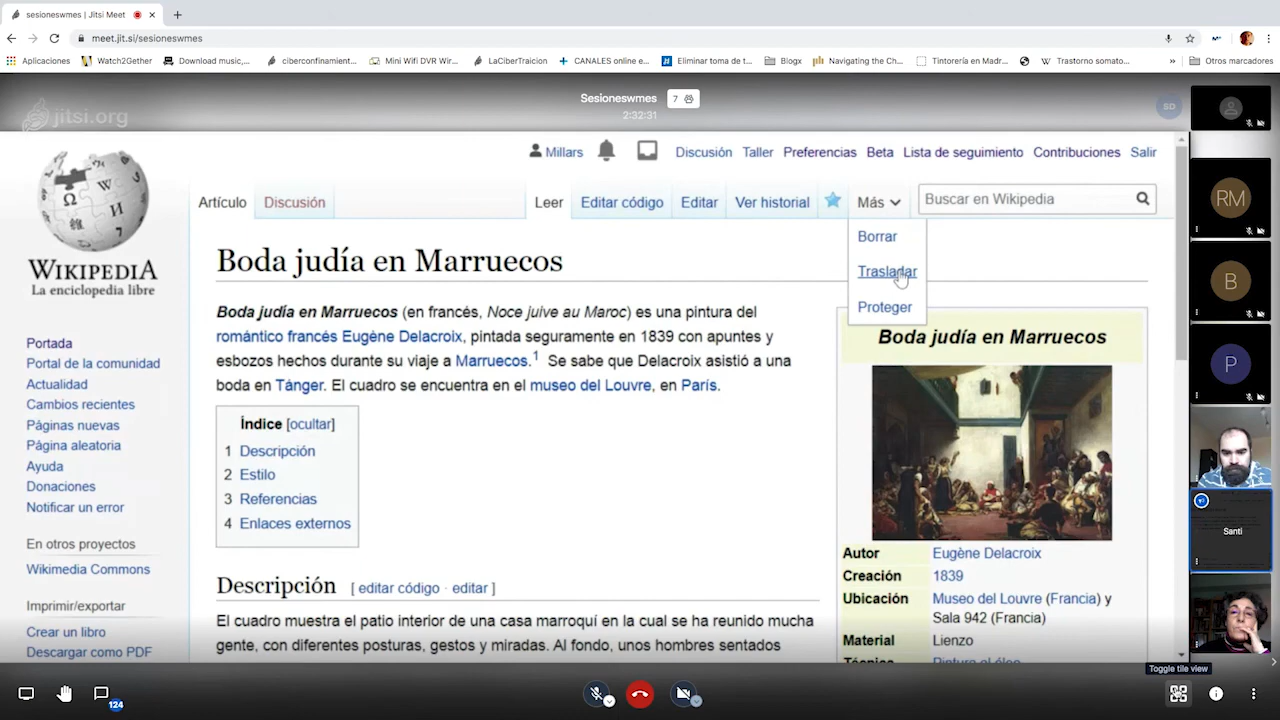 sesioneswmes | Jitsi Meet
meet.jit.si/sesioneswmes
Aplicaciones Watch2Gether Download music,... ciberconfinamient... Mini Wifi DVR Wir... LaCiberTraicion CANALES online e... Eliminar toma de t... Blogx Navigating the Ch... Tintorería en Madr... Trastorno somato... » Otros marcadores
jitsi.org
Sesioneswmes 7
2:32:31
SD
Millars Discusión Taller Preferencias Beta Lista de seguimiento Contribuciones Salir
Artículo Discusión Leer Editar código Editar Ver historial Más Buscar en Wikipedia
Borrar
Trasladar
Proteger
WIKIPEDIA
La enciclopedia libre
Portada
Portal de la comunidad
Actualidad
Cambios recientes
Páginas nuevas
Página aleatoria
Ayuda
Donaciones
Notificar un error
En otros proyectos
Wikimedia Commons
Imprimir/exportar
Crear un libro
Descargar como PDF
Boda judía en Marruecos
Boda judía en Marruecos (en francés, Noce juive au Maroc) es una pintura del
romántico francés Eugène Delacroix, pintada seguramente en 1839 con apuntes y
esbozos hechos durante su viaje a Marruecos.1 Se sabe que Delacroix asistió a una
boda en Tánger. El cuadro se encuentra en el museo del Louvre, en París.
Índice [ocultar]
1 Descripción
2 Estilo
3 Referencias
4 Enlaces externos
Descripción [ editar código · editar ]
El cuadro muestra el patio interior de una casa marroquí en la cual se ha reunido mucha
gente, con diferentes posturas, gestos y miradas. Al fondo, unos hombres sentados
Boda judía en Marruecos
Autor Eugène Delacroix
Creación 1839
Ubicación Museo del Louvre (Francia) y
Sala 942 (Francia)
Material Lienzo
Técnica Pintura al óleo
RM
B
P
Santi
Toggle tile view
124